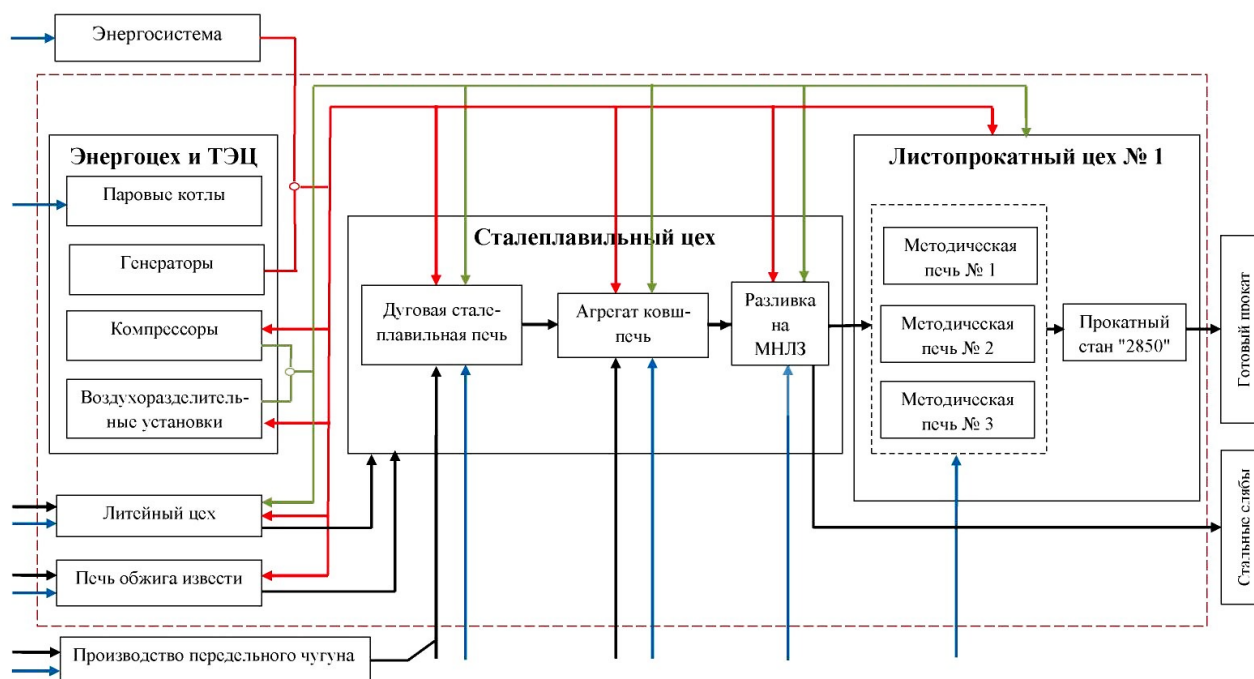 Энергосистема
Энергоцех и ТЭЦ
Паровые котлы
Генераторы
Компрессоры
Воздухоразделитель-
ные установки
Литейный цех
Печь обжига извести
Производство передельного чугуна
Сталеплавильный цех
Дуговая стале-
плавильная печь
Агрегат ковш-
печь
Разливка
на
МНЛЗ
Листопрокатный цех № 1
Методическая
печь № 1
Методическая
печь № 2
Методическая
печь № 3
Прокатный
стан "2850"
Готовый прокат
Стальные слябы